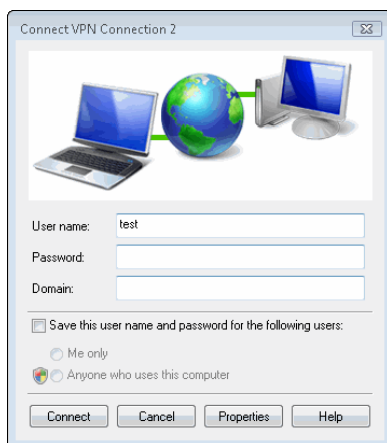 Connect VPN Connection 2
User name: test
Password:
Domain:
Save this user name and password for the following users:
Me only
Anyone who uses this computer
Connect Cancel Properties Help